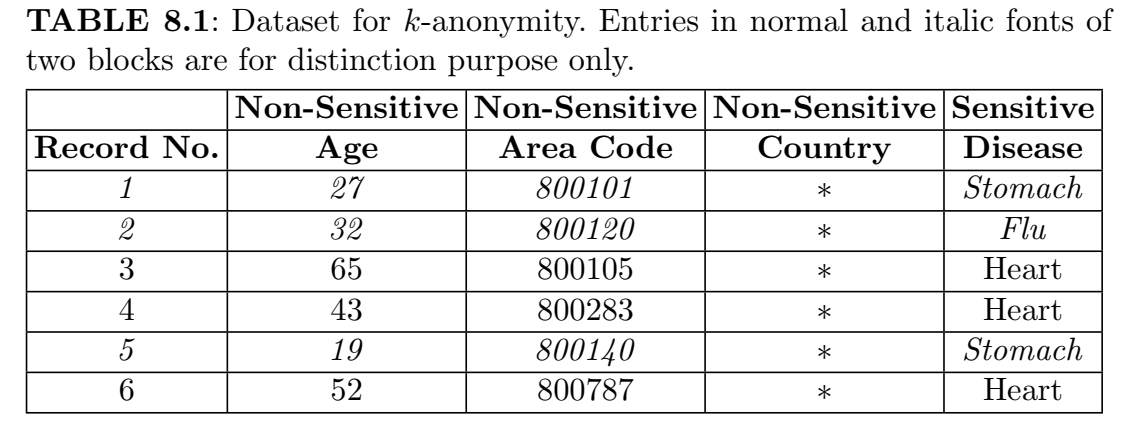 TABLE 8.1: Dataset for k-anonymity. Entries in normal and italic fonts of
two blocks are for distinction purpose only.
Non-Sensitive Non-Sensitive Non-Sensitive Sensitive
Record No. Age Area Code Country Disease
1 27 800101 * Stomach
2 32 800120 * Flu
3 65 800105 * Heart
4 43 800283 * Heart
5 19 800140 * Stomach
6 52 800787 * Heart